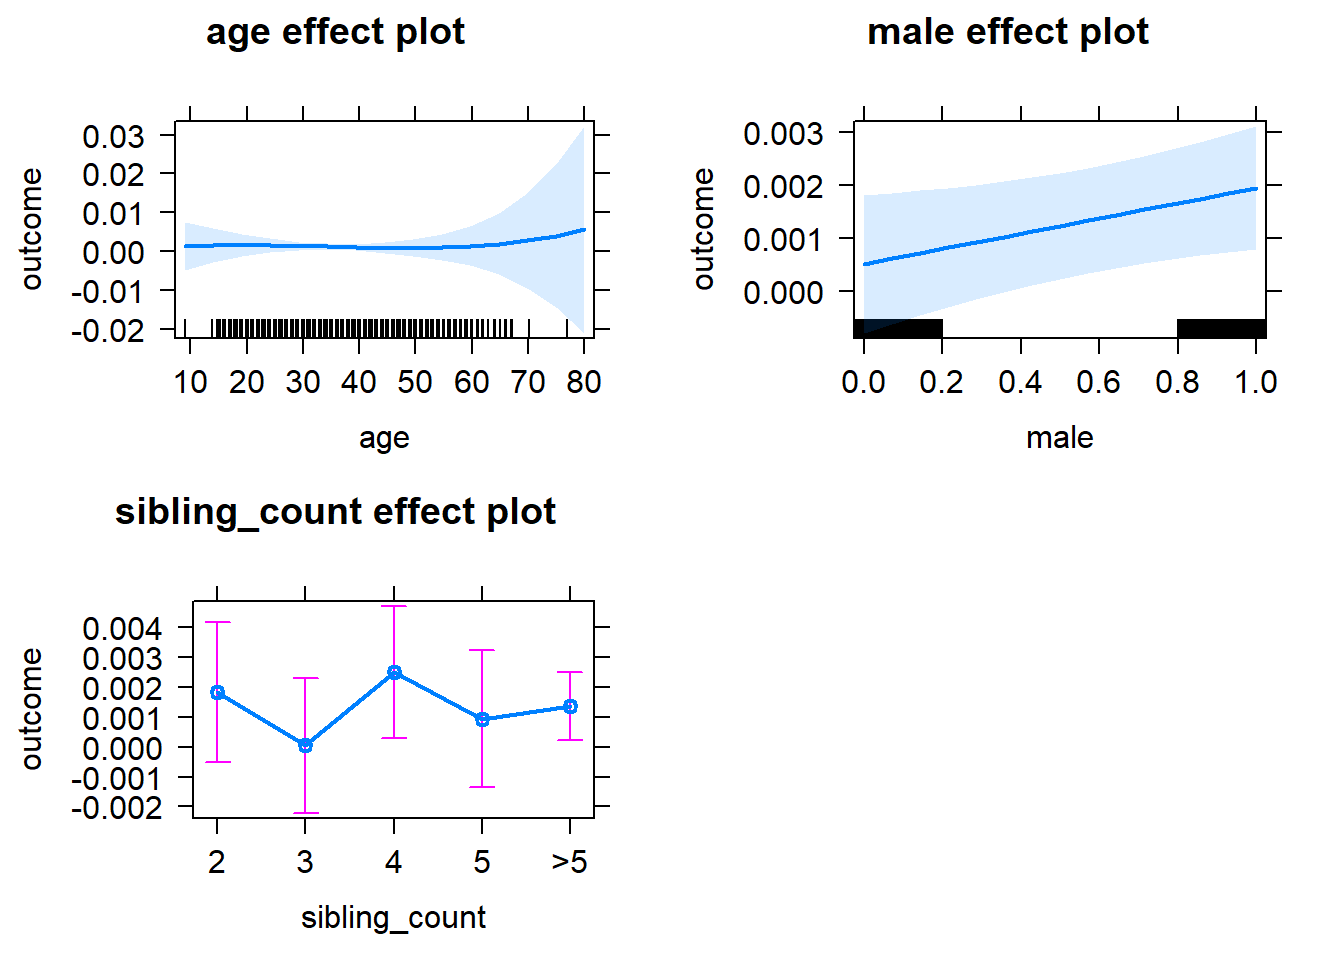 age effect plot
outcome
0.03
0.02
0.01
0.00
-0.01
-0.02
10 20 30 40 50 60 70 80
age
male effect plot
outcome
0.003
0.002
0.001
0.000
0.0 0.2 0.4 0.6 0.8 1.0
male
sibling_count effect plot
outcome
0.004
0.003
0.002
0.001
0.000
-0.001
-0.002
2 3 4 5 >5
sibling_count